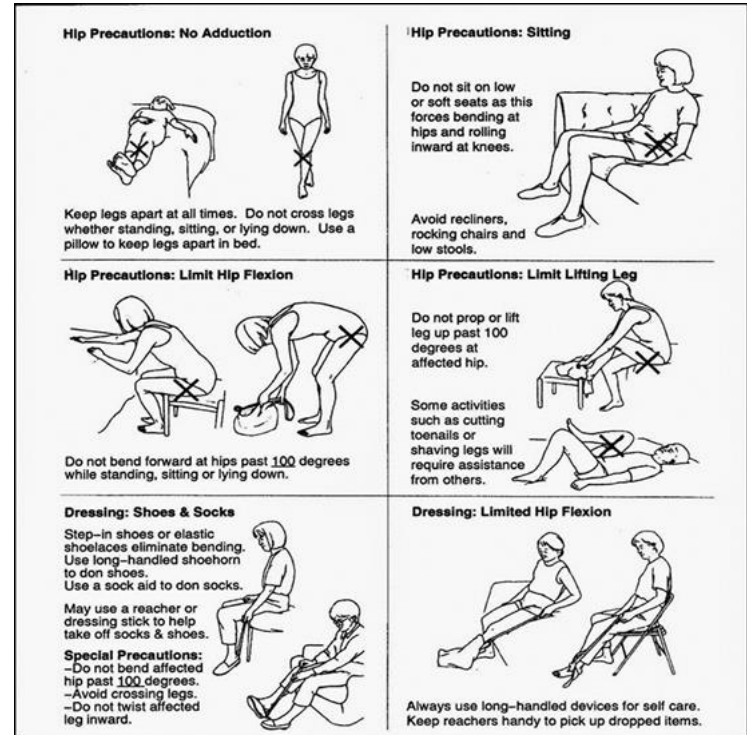 Hip Precautions: No Adduction
Keep legs apart at all times. Do not cross legs
whether standing, sitting, or lying down. Use a
pillow to keep legs apart in bed.
Hip Precautions: Sitting
Do not sit on low
or soft seats as this
forces bending at
hips and rolling
inward at knees.
Avoid recliners,
rocking chairs and
low stools.
Hip Precautions: Limit Hip Flexion
Do not bend forward at hips past 100 degrees
while standing, sitting or lying down.
Hip Precautions: Limit Lifting Leg
Do not prop or lift
leg up past 100
degrees at
affected hip.
Some activities
such as cutting
toenails or
shaving legs will
require assistance
from others.
Dressing: Shoes & Socks
Step-in shoes or elastic
shoelaces eliminate bending.
Use long-handled shoehorn
to don shoes.
Use a sock aid to don socks.
May use a reacher or
dressing stick to help
take off socks & shoes.
Special Precautions:
-Do not bend affected
hip past 100 degrees.
-Avoid crossing legs.
-Do not twist affected
leg inward.
Dressing: Limited Hip Flexion
Always use long-handled devices for self care.
Keep reachers handy to pick up dropped items.